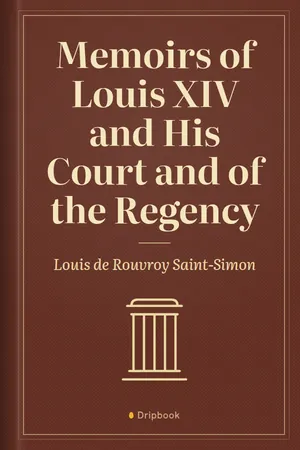 Memoirs of
Louis XIV
and His
Court and of
the Regency
Louis de Rouvroy Saint-Simon
Dripbook